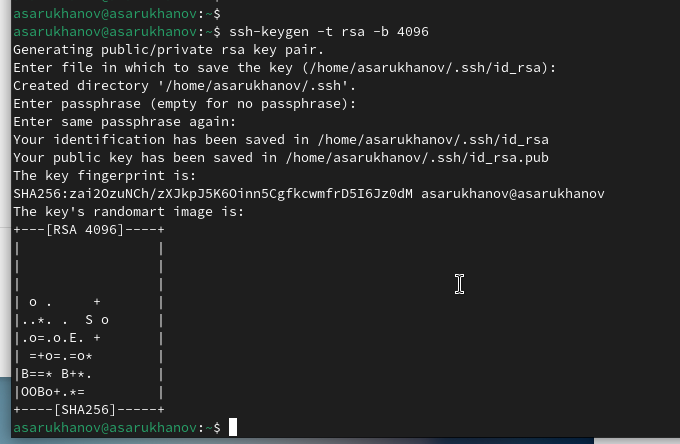 asarukhanov@asarukhanov:~$
asarukhanov@asarukhanov:~$ ssh-keygen -t rsa -b 4096
Generating public/private rsa key pair.
Enter file in which to save the key (/home/asarukhanov/.ssh/id_rsa):
Created directory '/home/asarukhanov/.ssh'.
Enter passphrase (empty for no passphrase):
Enter same passphrase again:
Your identification has been saved in /home/asarukhanov/.ssh/id_rsa
Your public key has been saved in /home/asarukhanov/.ssh/id_rsa.pub
The key fingerprint is:
SHA256:zai2OzuNCh/zXJkpJ5K6Oinn5CgfkcwmfrD5I6Jz0dM asarukhanov@asarukhanov
The key's randomart image is:
+---[RSA 4096]----+
|                 |
|                 |
|                 |
| o .     +       |
|..*. .  S o      |
|.o=.o.E. +       |
| =+o=.=o*        |
|B==* B+*.        |
|OOBo+.*=         |
+----[SHA256]-----+
asarukhanov@asarukhanov:~$